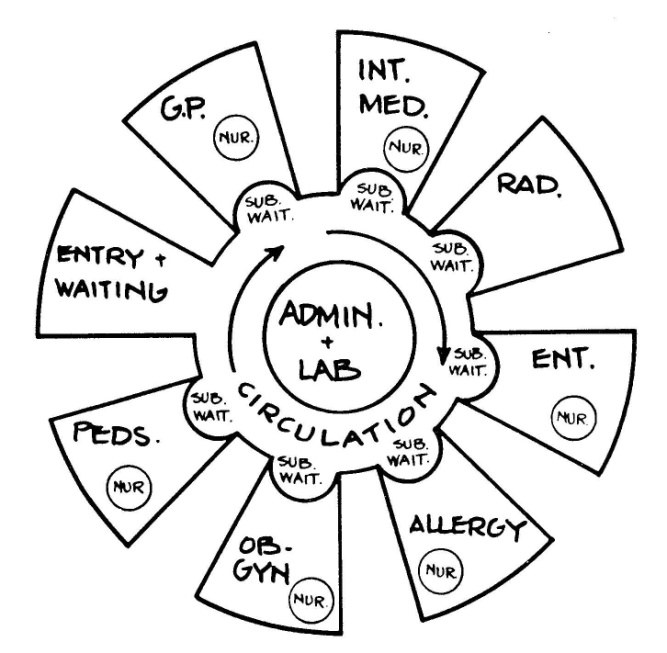 G.P.
NUR.
SUB.
WAIT.
INT.
MED.
NUR.
SUB.
WAIT.
RAD.
SUB.
WAIT.
ENTRY +
WAITING
ADMIN.
+
LAB
CIRCULATION
SUB.
WAIT.
ENT.
NUR.
PEDS.
NUR
SUB.
WAIT.
OB-
GYN
NUR.
SUB.
WAIT.
ALLERGY
NUR
SUB.
WAIT.